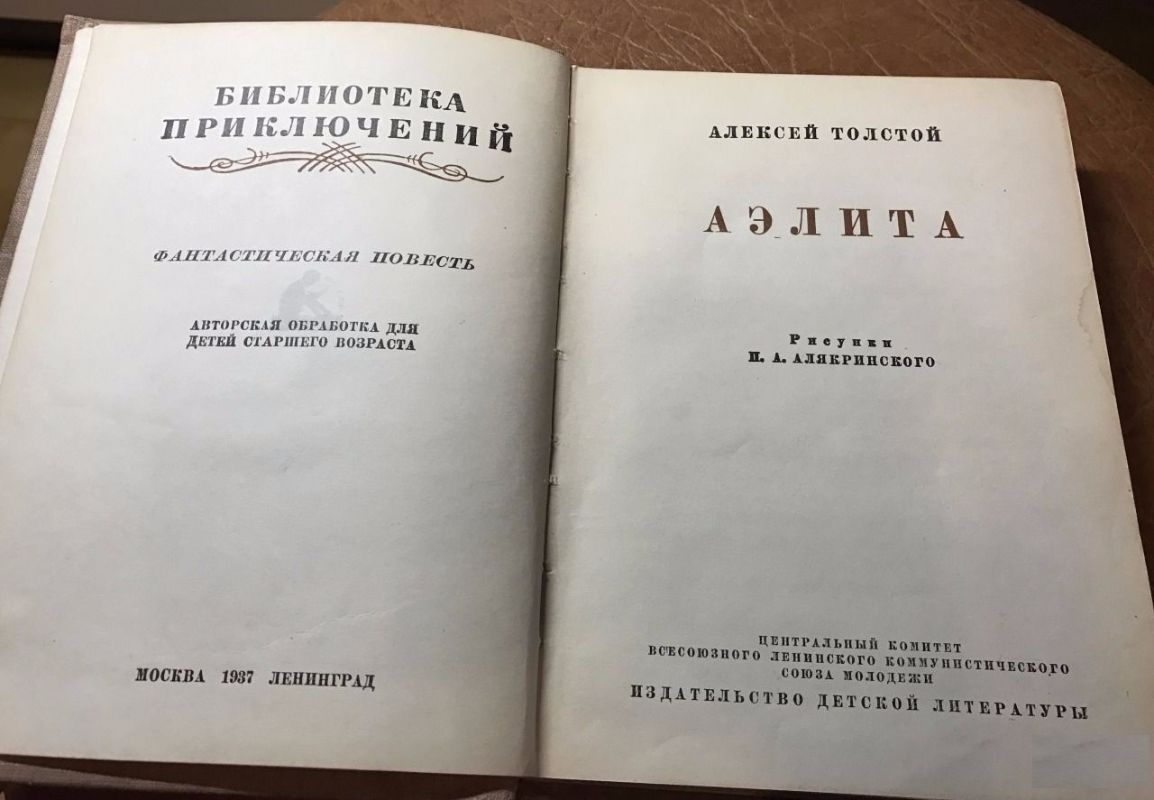 БИБЛИОТЕКА
ПРИКЛЮЧЕНИЙ
ФАНТАСТИЧЕСКАЯ ПОВЕСТЬ
АВТОРСКАЯ ОБРАБОТКА ДЛЯ
ДЕТЕЙ СТАРШЕГО ВОЗРАСТА
МОСКВА 1937 ЛЕНИНГРАД
АЛЕКСЕЙ ТОЛСТОЙ
АЭЛИТА
Рисунки
П. А. АЛЯКРИНСКОГО
ЦЕНТРАЛЬНЫЙ КОМИТЕТ
ВСЕСОЮЗНОГО ЛЕНИНСКОГО КОММУНИСТИЧЕСКОГО
СОЮЗА МОЛОДЕЖИ
ИЗДАТЕЛЬСТВО ДЕТСКОЙ ЛИТЕРАТУРЫ